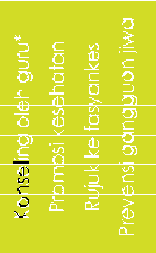 Konseling oleh guru*
Promosi kesehatan
Rujuk ke fasyankes
Prevensi gangguan jiwa